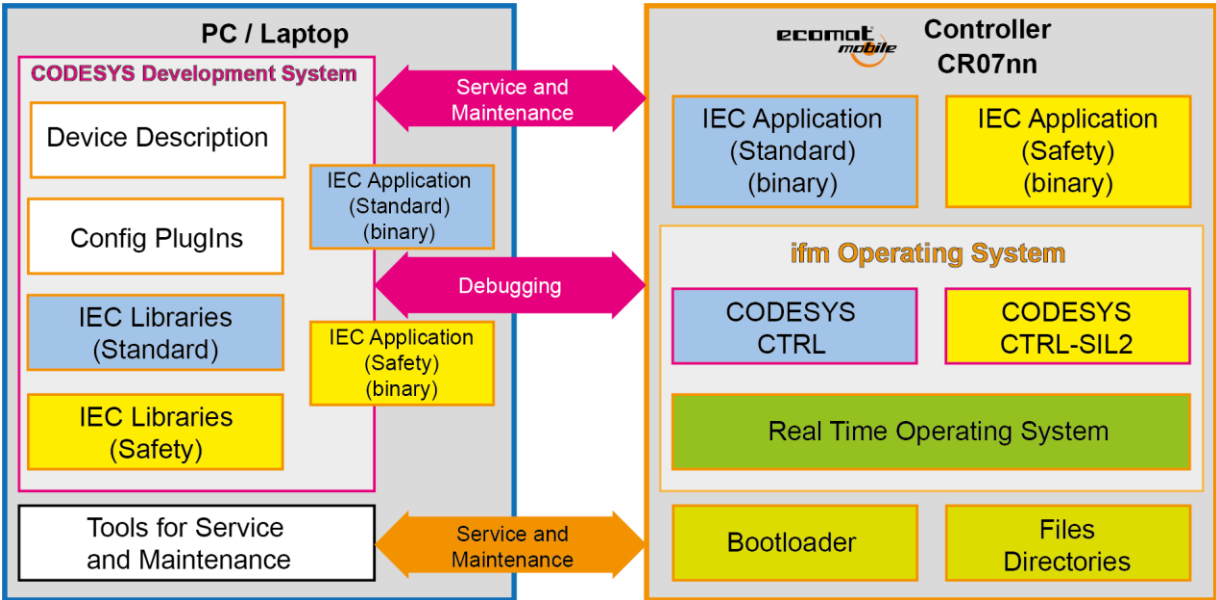 PC / Laptop
CODESYS Development System
Device Description
Config PlugIns
IEC Libraries
(Standard)
IEC Libraries
(Safety)
IEC Application
(Standard)
(binary)
IEC Application
(Safety)
(binary)
Tools for Service
and Maintenance
Service and
Maintenance
Debugging
Service and
Maintenance
ecomat
mobile
Controller
CR07nn
IEC Application
(Standard)
(binary)
IEC Application
(Safety)
(binary)
ifm Operating System
CODESYS
CTRL
CODESYS
CTRL-SIL2
Real Time Operating System
Bootloader
Files
Directories